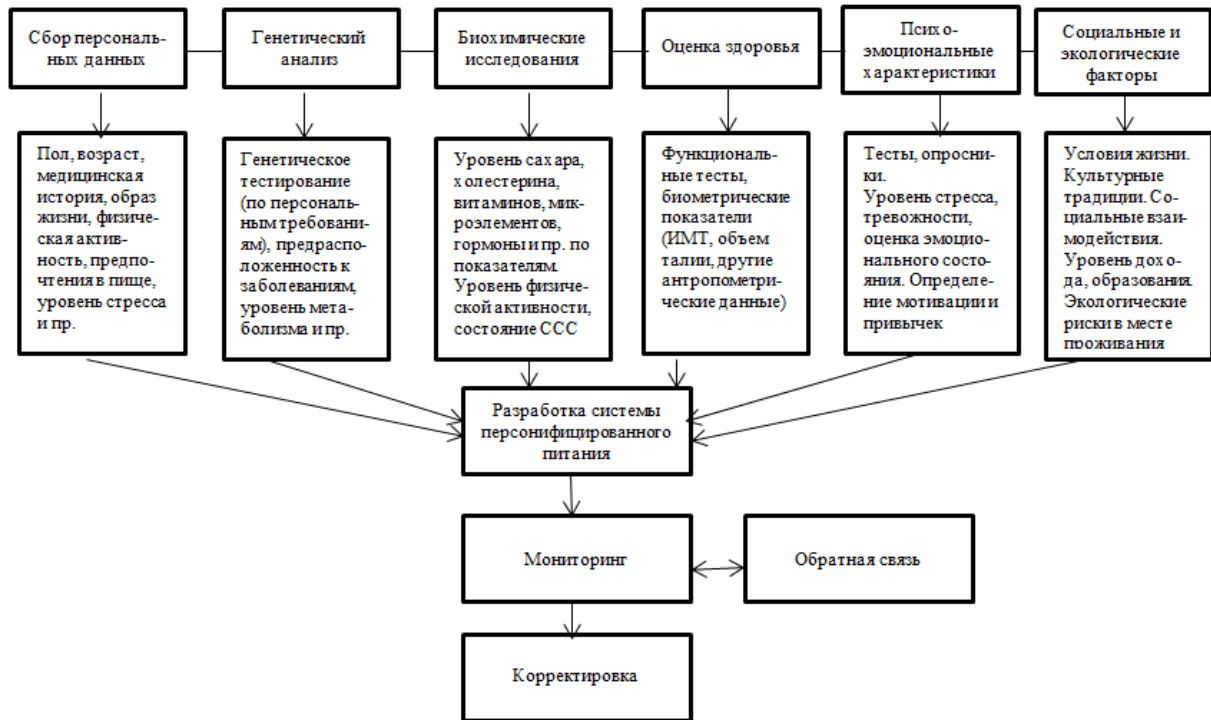 Сбор персональ-
ных данных
Генетический
анализ
Биохимические
исследования
Оценка здоровья
Психо-
эмоциональные
характеристики
Социальные и
экологические
факторы
Пол, возраст,
медицинская
история, образ
жизни, физиче-
ская актив-
ность, предпо-
чтения в пище,
уровень стресса
и пр.
Генетическое
тестирование
(по персональ-
ным требовани-
ям), предраспо-
ложенность к
заболеваниям,
уровень мета-
болизма и пр.
Уровень сахара,
холестерина,
витаминов, мик-
роэлементов,
гормоны и пр. по
показателям.
Уровень физиче-
ской активности,
состояние ССС
Функциональ-
ные тесты,
биометрические
показатели
(ИМТ, объем
талии, другие
антропометри-
ческие данные)
Тесты, опросни-
ки.
Уровень стресса,
тревожности,
оценка эмоцио-
нального состоя-
ния. Определе-
ние мотивации и
привычек
Условия жизни.
Культурные
традиции. Со-
циальные взаи-
модействия.
Уровень дохо-
да, образования.
Экологические
риски в месте
проживания
Разработка системы
персонифицированного
питания
Мониторинг
Обратная связь
Корректировка